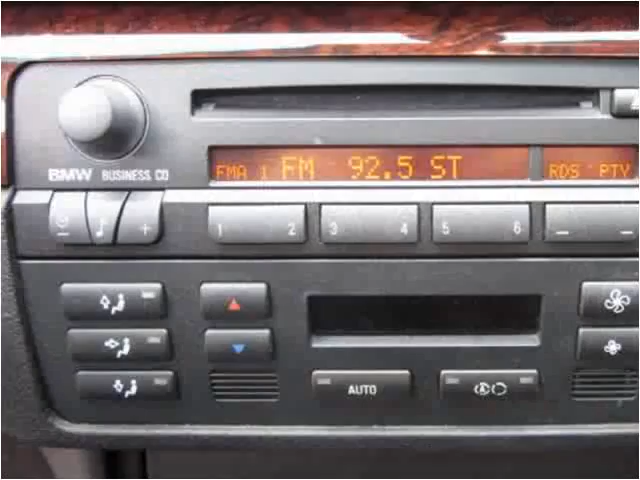 FMA 1 FM 92.5 ST RDS PTY
BMW BUSINESS CD
- + 1 2 3 4 5 6 — —
AUTO